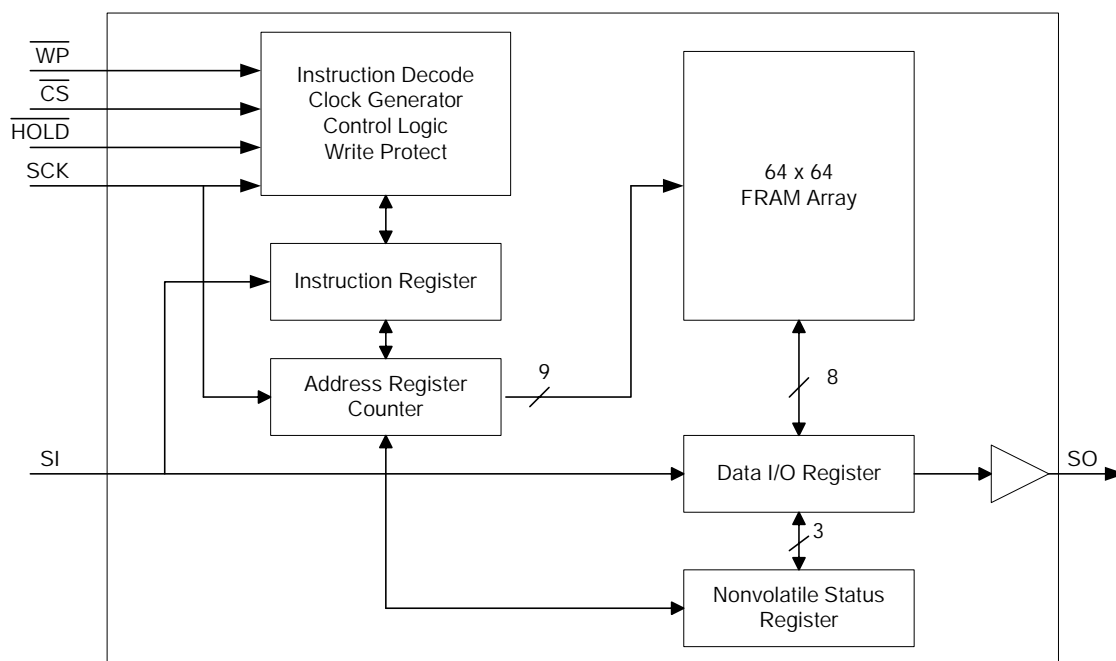 WP
CS
HOLD
SCK
Instruction Decode
Clock Generator
Control Logic
Write Protect
64 x 64
FRAM Array
Instruction Register
Address Register
Counter
9
8
SI
Data I/O Register
SO
3
Nonvolatile Status
Register